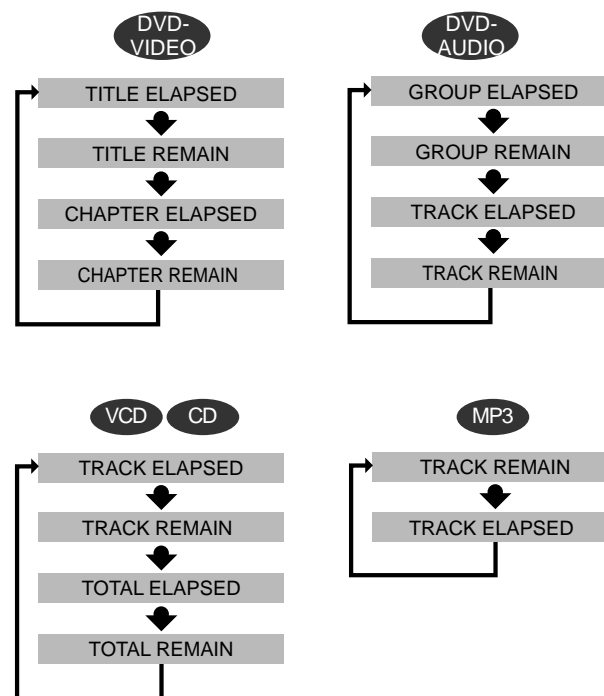 DVD-
VIDEO
TITLE ELAPSED
TITLE REMAIN
CHAPTER ELAPSED
CHAPTER REMAIN
DVD-
AUDIO
GROUP ELAPSED
GROUP REMAIN
TRACK ELAPSED
TRACK REMAIN
VCD CD
TRACK ELAPSED
TRACK REMAIN
TOTAL ELAPSED
TOTAL REMAIN
MP3
TRACK REMAIN
TRACK ELAPSED